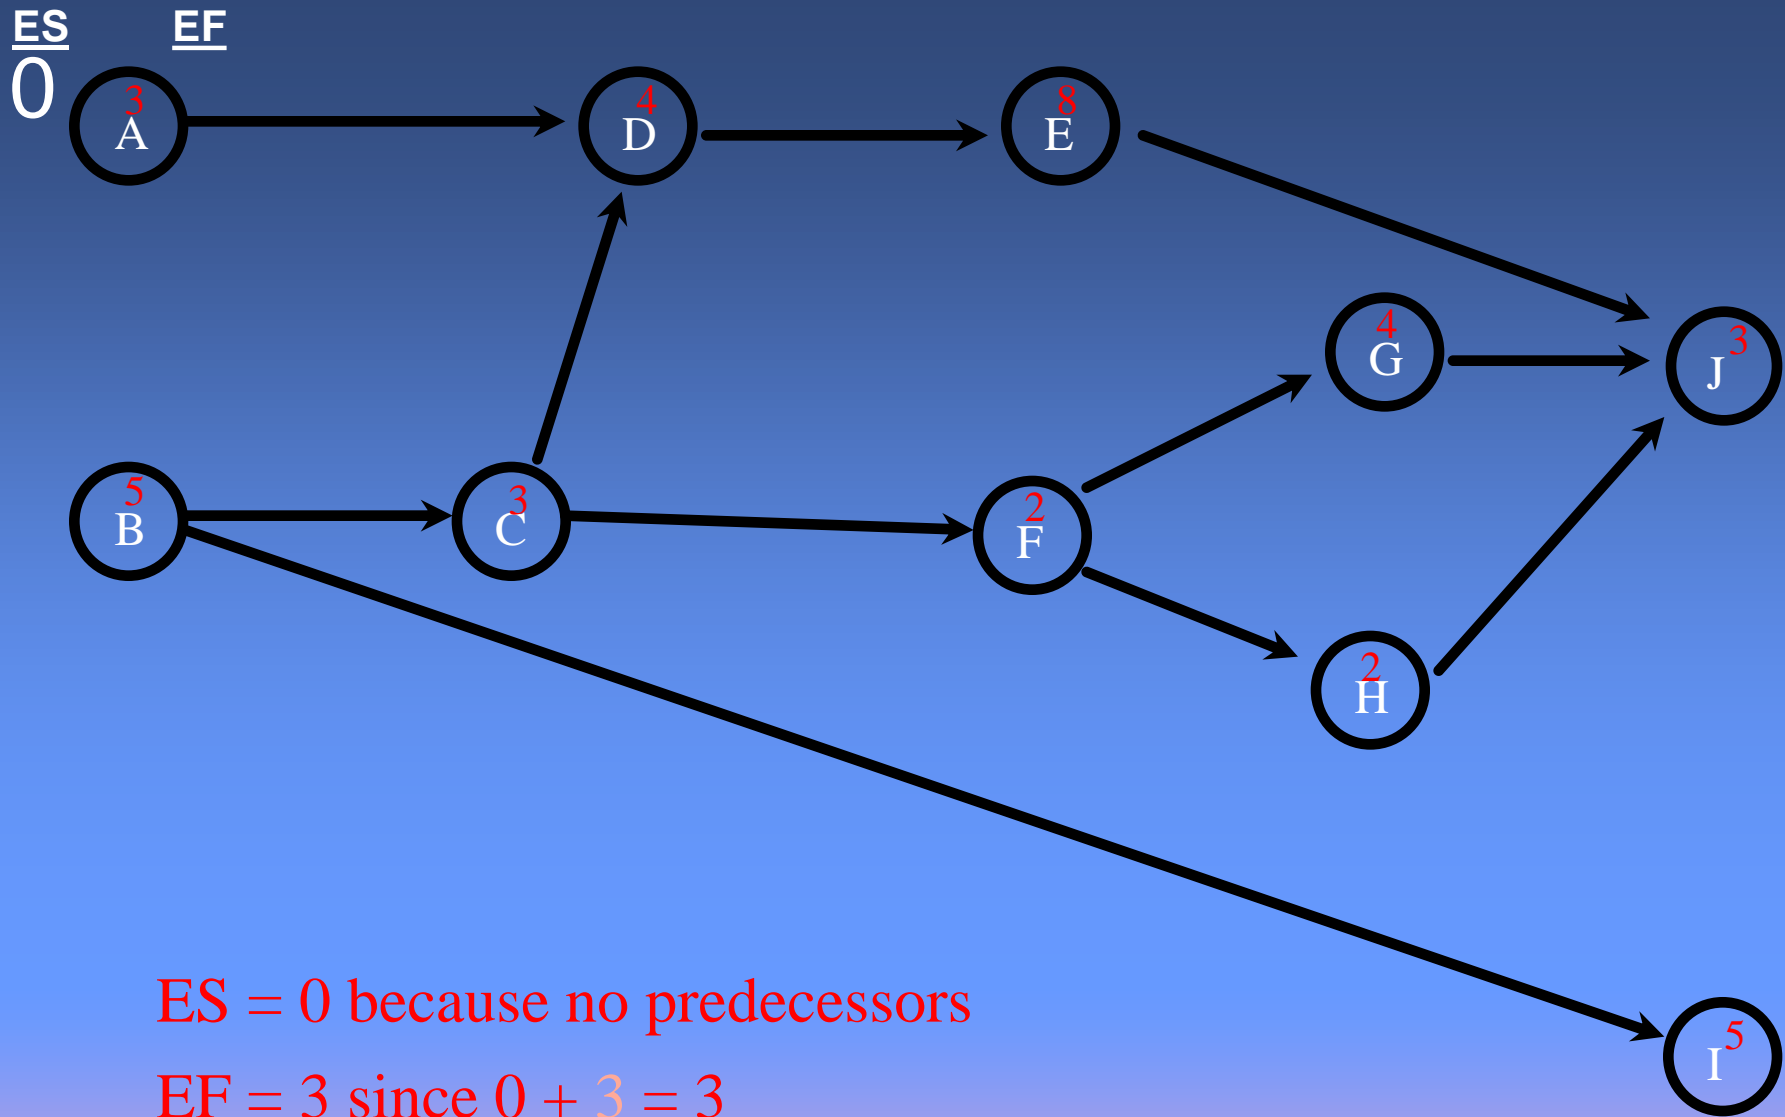 ES EF
0
3 4 8
A D E
4 3
G J
5 3 2
B C F
2
H
ES = 0 because no predecessors
5
I
EF = 3 since 0 + 3 = 3